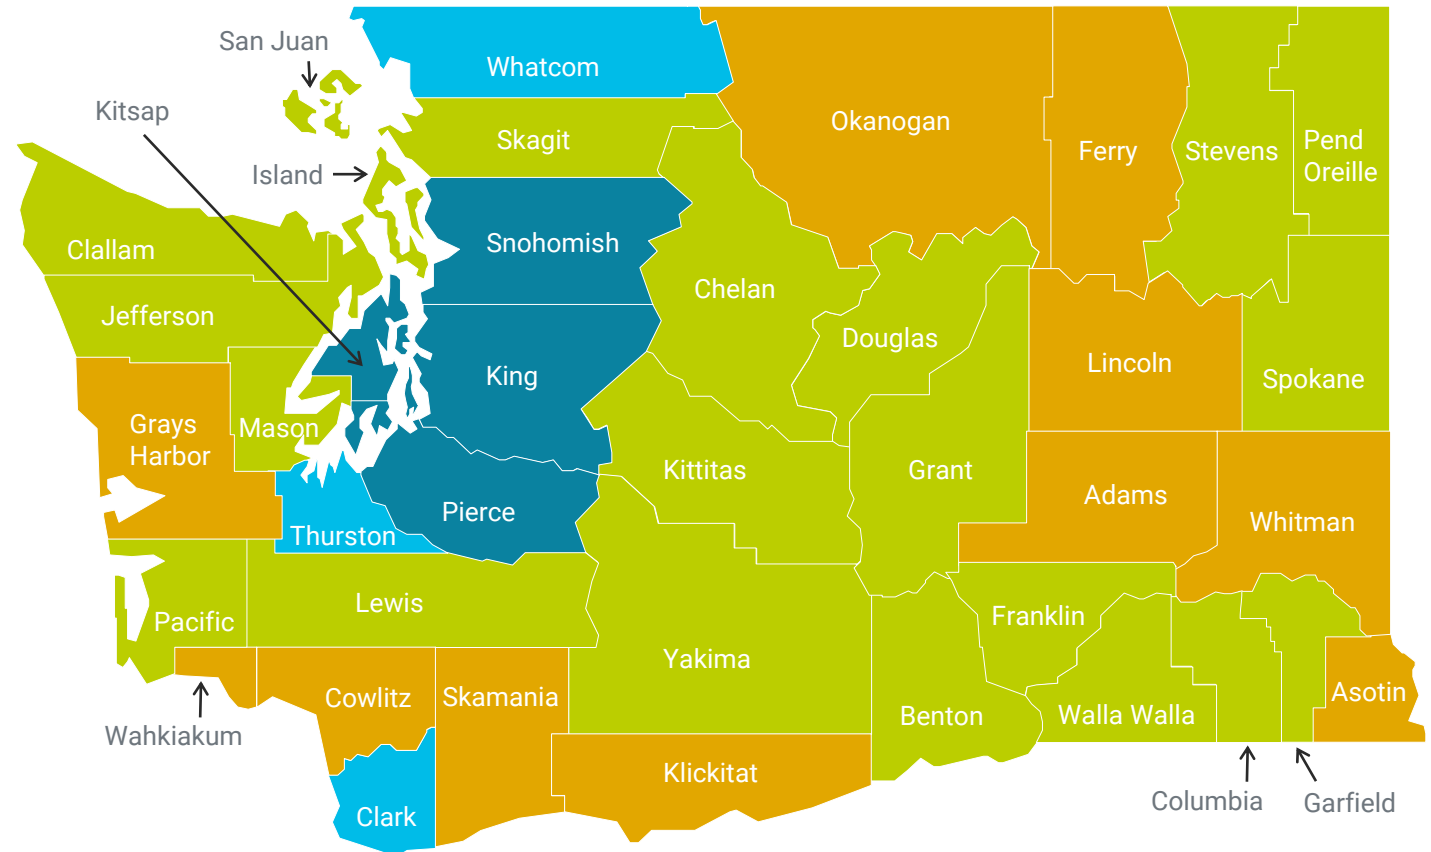 San Juan
Whatcom
Kitsap
Okanogan
Skagit
Ferry
Stevens
Pend
Oreille
Island
Clallam
Snohomish
Chelan
Jefferson
Douglas
King
Lincoln
Spokane
Grays
Harbor
Mason
Kittitas
Grant
Adams
Pierce
Whitman
Thurston
Lewis
Pacific
Franklin
Yakima
Cowlitz
Skamania
Asotin
Benton
Walla Walla
Wahkiakum
Klickitat
Columbia
Garfield
Clark